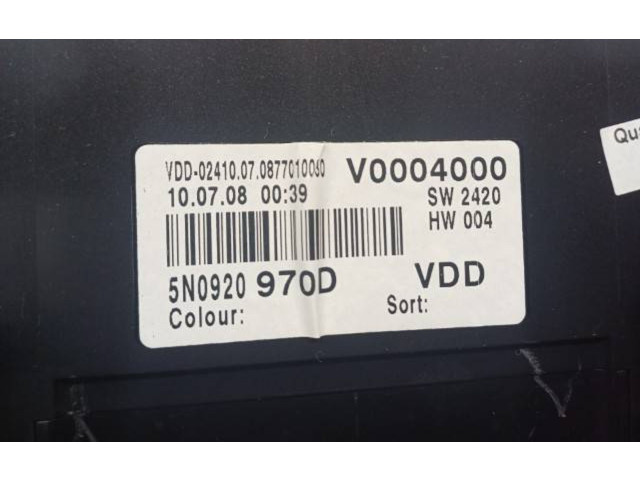 VDD-02410.07.0877010030 V0004000
10.07.08 00:39 SW 2420
HW 004
5N0920 970D VDD
Colour: Sort:
Qua